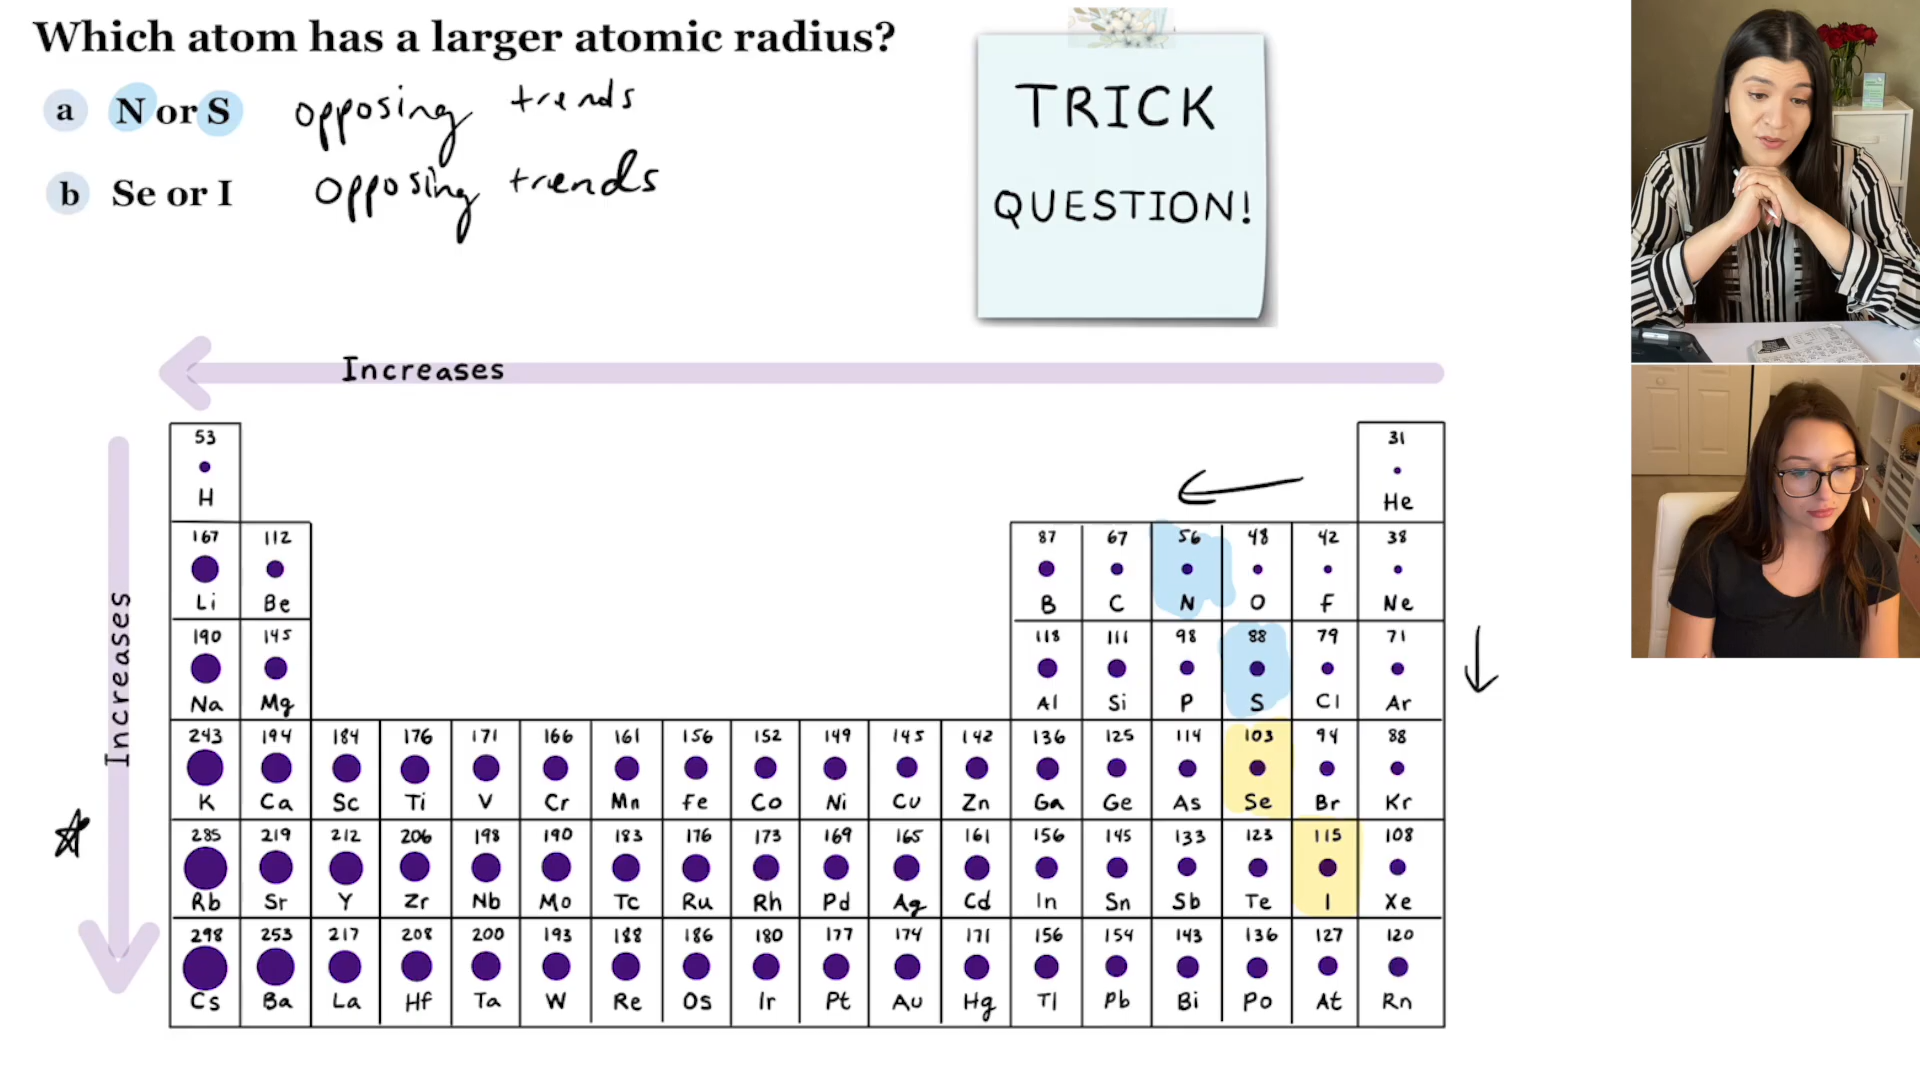 Which atom has a larger atomic radius?
a N or S opposing trends
b Se or I opposing trends
TRICK
QUESTION!
Increases
Increases
53 31
H He
167 112 87 67 56 48 42 38
Li Be B C N O F Ne
190 145 118 111 98 88 79 71
Na Mg Al Si P S Cl Ar
243 194 184 176 171 166 161 156 152 149 145 142 136 125 114 103 94 88
K Ca Sc Ti V Cr Mn Fe Co Ni Cu Zn Ga Ge As Se Br Kr
285 219 212 206 198 190 183 176 173 169 165 161 156 145 133 123 115 108
Rb Sr Y Zr Nb Mo Tc Ru Rh Pd Ag Cd In Sn Sb Te I Xe
298 253 217 208 200 193 188 186 180 177 174 171 156 154 143 136 127 120
Cs Ba La Hf Ta W Re Os Ir Pt Au Hg Tl Pb Bi Po At Rn